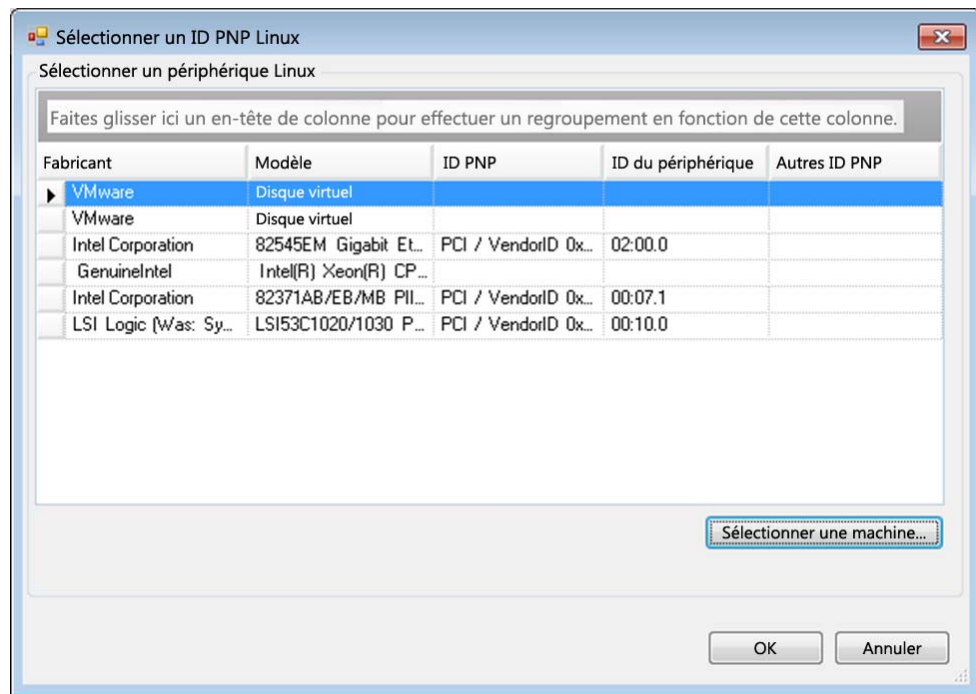 Sélectionner un ID PNP Linux
Sélectionner un périphérique Linux
Faites glisser ici un en-tête de colonne pour effectuer un regroupement en fonction de cette colonne.
Fabricant Modèle ID PNP ID du périphérique Autres ID PNP
VMware Disque virtuel
VMware Disque virtuel
Intel Corporation 82545EM Gigabit Et... PCI / VendorID 0x... 02:00.0
GenuineIntel Intel(R) Xeon(R) CP...
Intel Corporation 82371AB/EB/MB PII... PCI / VendorID 0x... 00:07.1
LSI Logic (Was: Sy... LSI53C1020/1030 P... PCI / VendorID 0x... 00:10.0
Sélectionner une machine...
OK Annuler